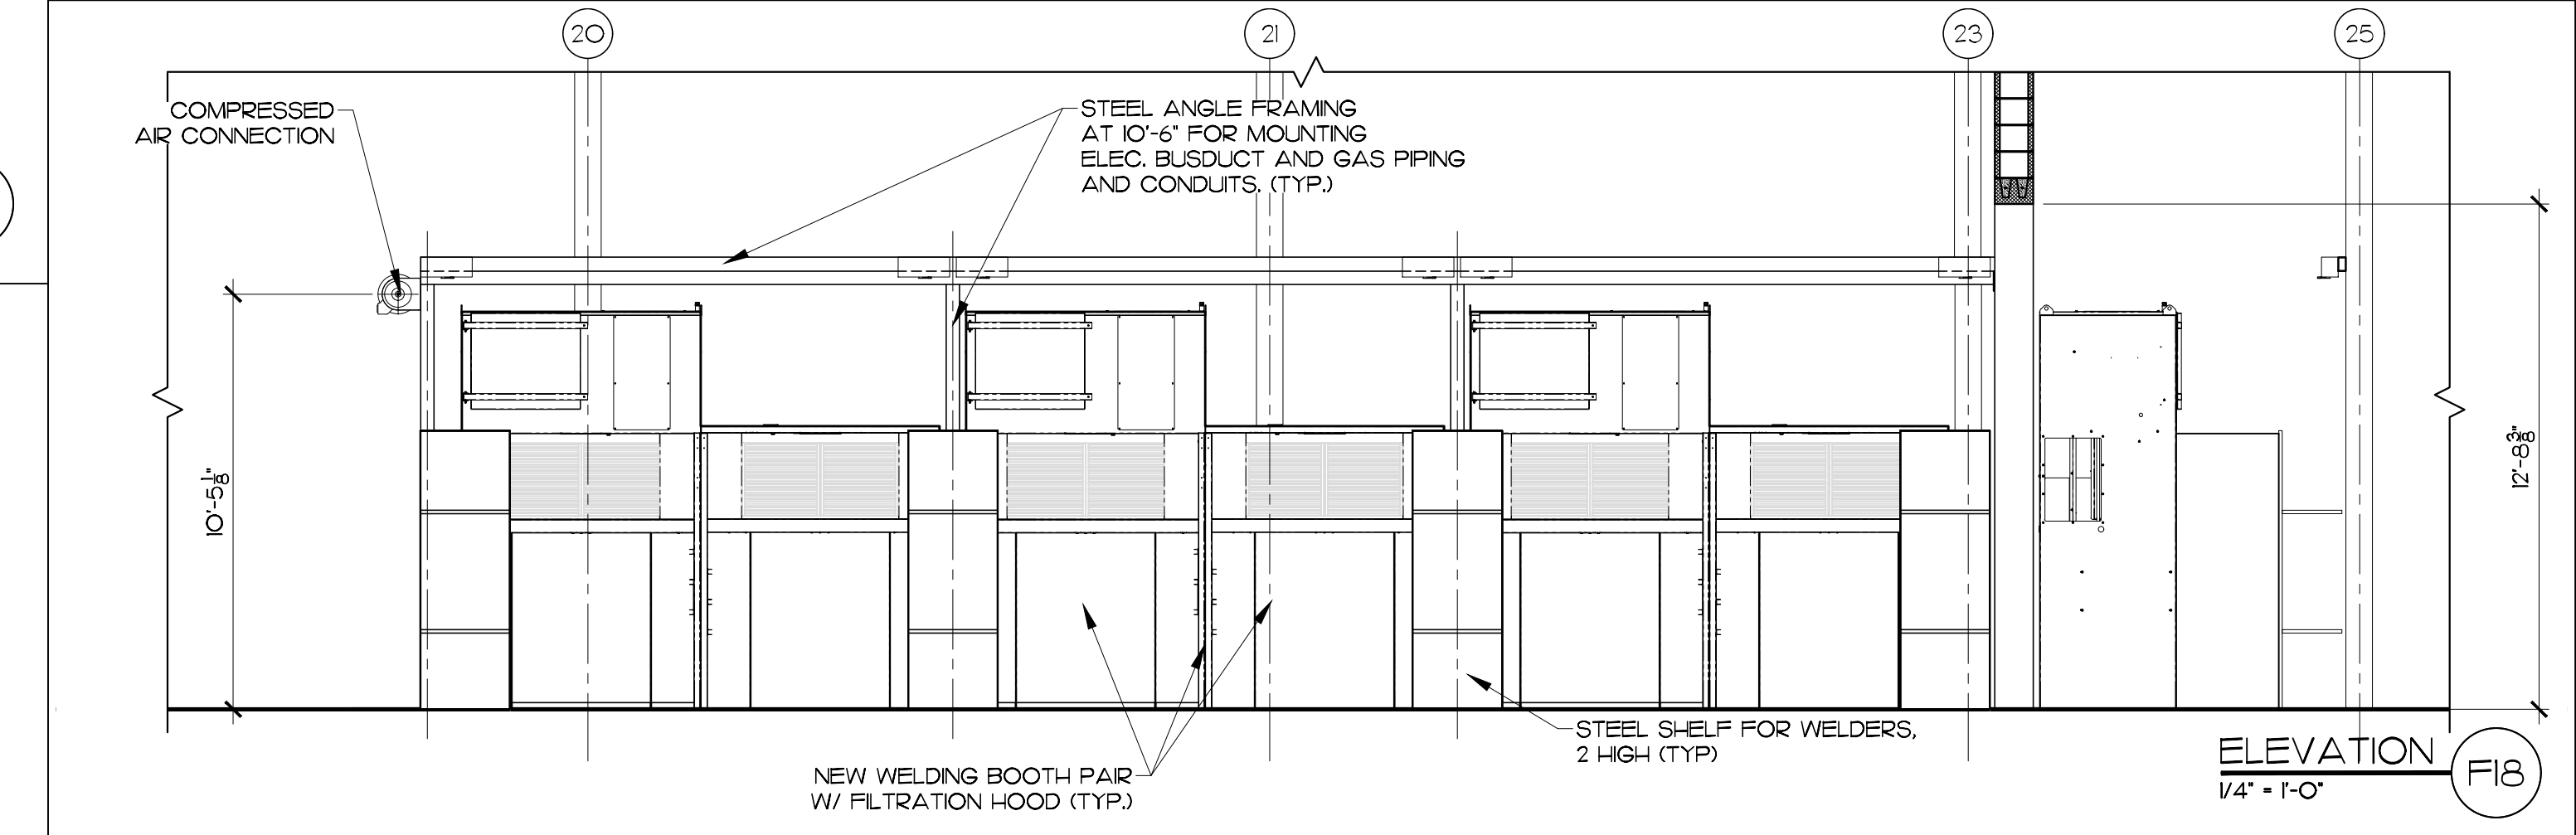 20
21
23
25
COMPRESSED
AIR CONNECTION
STEEL ANGLE FRAMING
AT 10'-6" FOR MOUNTING
ELEC. BUSDUCT AND GAS PIPING
AND CONDUITS. (TYP.)
10'-5 1/8"
12'-8 3/8"
STEEL SHELF FOR WELDERS,
2 HIGH (TYP)
NEW WELDING BOOTH PAIR
W/ FILTRATION HOOD (TYP.)
ELEVATION
1/4" = 1'-0"
F18